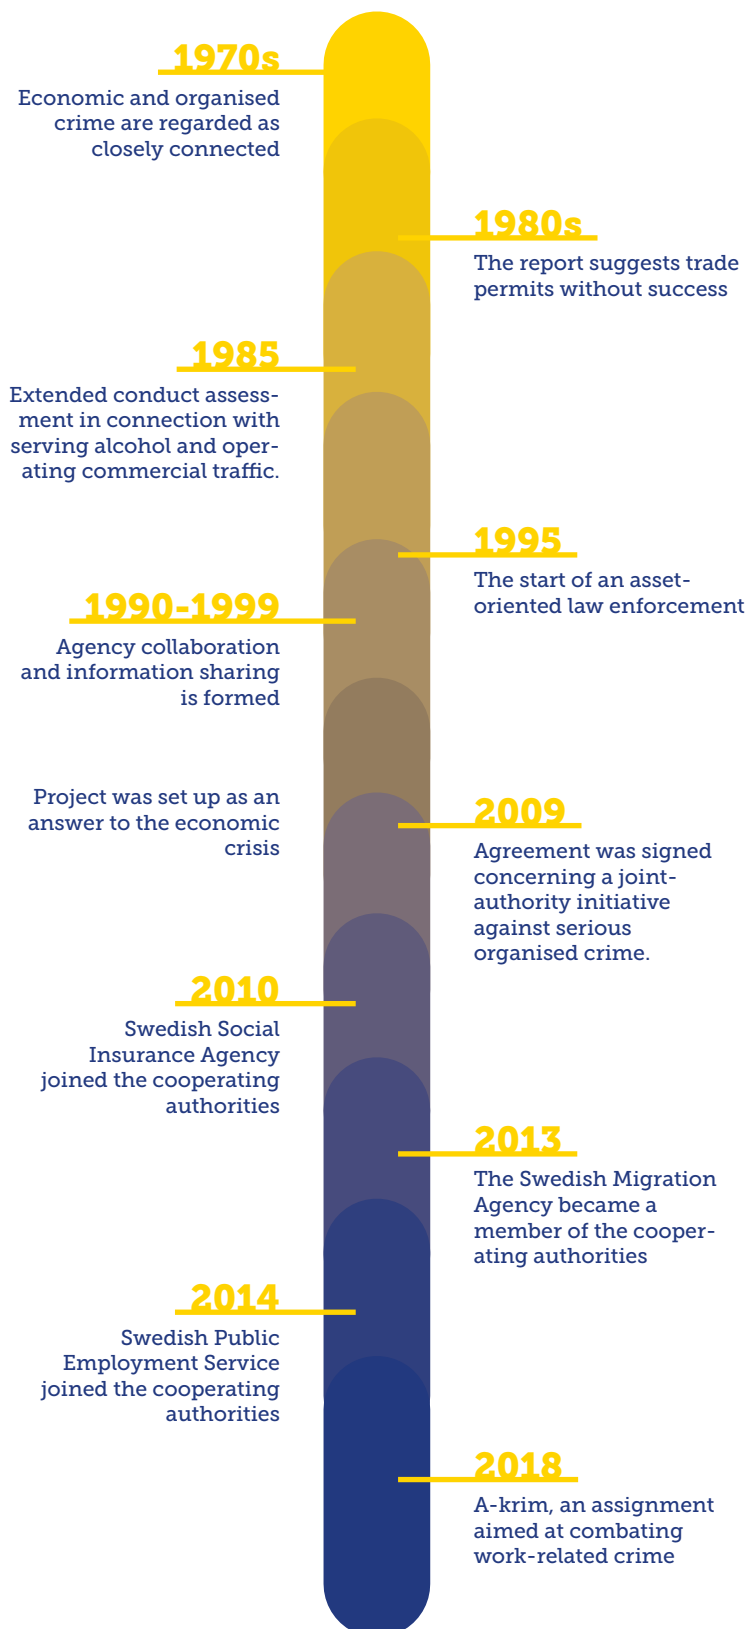 1970s
Economic and organised
crime are regarded as
closely connected
1980s
The report suggests trade
permits without success
1985
Extended conduct assess-
ment in connection with
serving alcohol and oper-
ating commercial traffic.
1995
The start of an asset-
oriented law enforcement
1990-1999
Agency collaboration
and information sharing
is formed
Project was set up as an
answer to the economic
crisis
2009
Agreement was signed
concerning a joint-
authority initiative
against serious
organised crime.
2010
Swedish Social
Insurance Agency
joined the cooperating
authorities
2013
The Swedish Migration
Agency became a
member of the cooper-
ating authorities
2014
Swedish Public
Employment Service
joined the cooperating
authorities
2018
A-krim, an assignment
aimed at combating
work-related crime